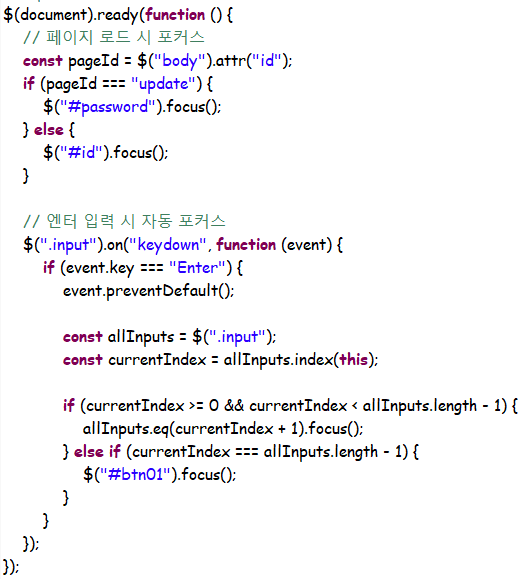 $(document).ready(function () {
// 페이지 로드 시 포커스
const pageId = $("body").attr("id");
if (pageId === "update") {
$("#password").focus();
} else {
$("#id").focus();
}
// 엔터 입력 시 자동 포커스
$(".input").on("keydown", function (event) {
if (event.key === "Enter") {
event.preventDefault();
const allInputs = $(".input");
const currentIndex = allInputs.index(this);
if (currentIndex >= 0 && currentIndex < allInputs.length - 1) {
allInputs.eq(currentIndex + 1).focus();
} else if (currentIndex === allInputs.length - 1) {
$("#btn01").focus();
}
}
});
});